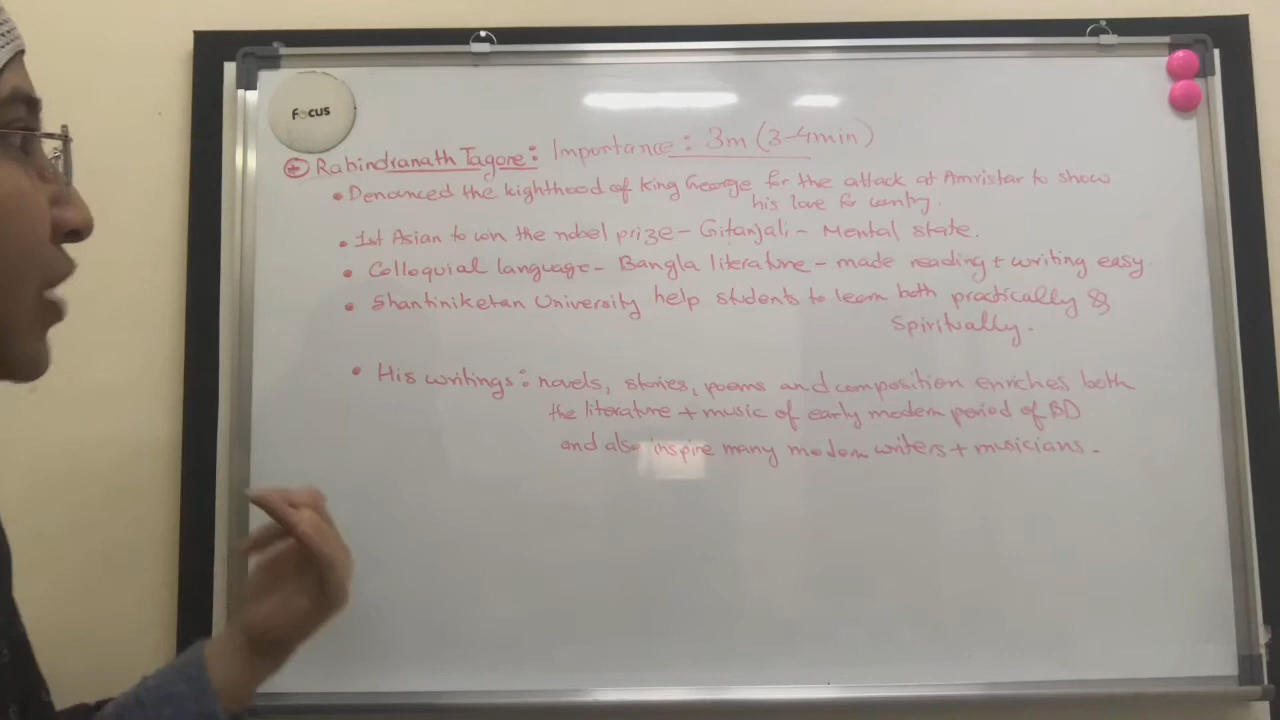 Focus
Rabindranath Tagore: Importance: 3m (3-4min)
• Denounced the kighthood of King George for the attack at Amristar to show
his love for contry.
• 1st Asian to won the nobel prize - Gitanjali - Mental state.
• Colloquial language - Bangla literature - made reading + writing easy
• Shantiniketan University help students to learn both practically &
Spiritually.
• His writings: novels, stories, poems and composition enriches both
the literature + music of early modern period of BD
and also inspire many modern writers + musicians.